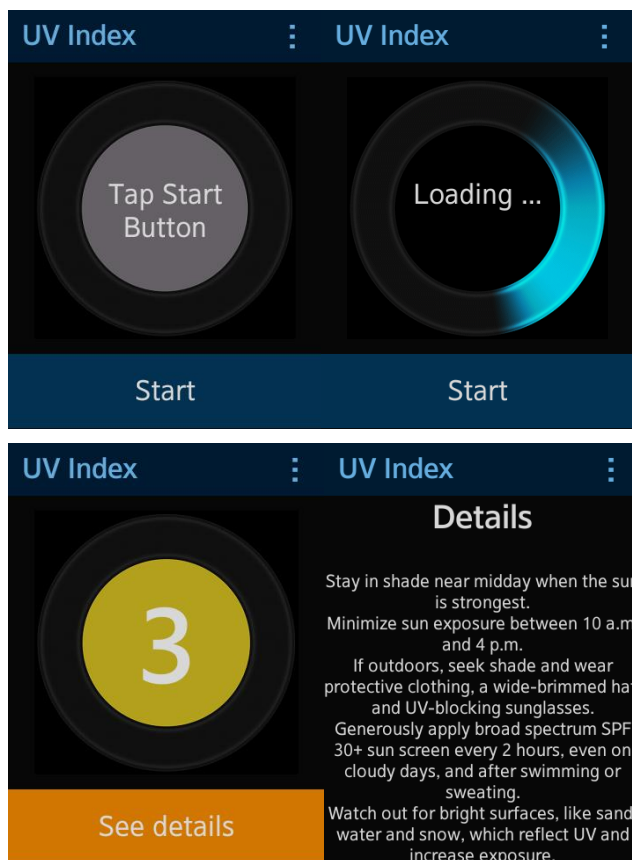 UV Index
Tap Start
Button
Start
UV Index
Loading ...
Start
UV Index
3
See details
UV Index
Details
Stay in shade near midday when the sun
is strongest.
Minimize sun exposure between 10 a.m
and 4 p.m.
If outdoors, seek shade and wear
protective clothing, a wide-brimmed hat
and UV-blocking sunglasses.
Generously apply broad spectrum SPF
30+ sun screen every 2 hours, even on
cloudy days, and after swimming or
sweating.
Watch out for bright surfaces, like sand
water and snow, which reflect UV and
increase exposure.